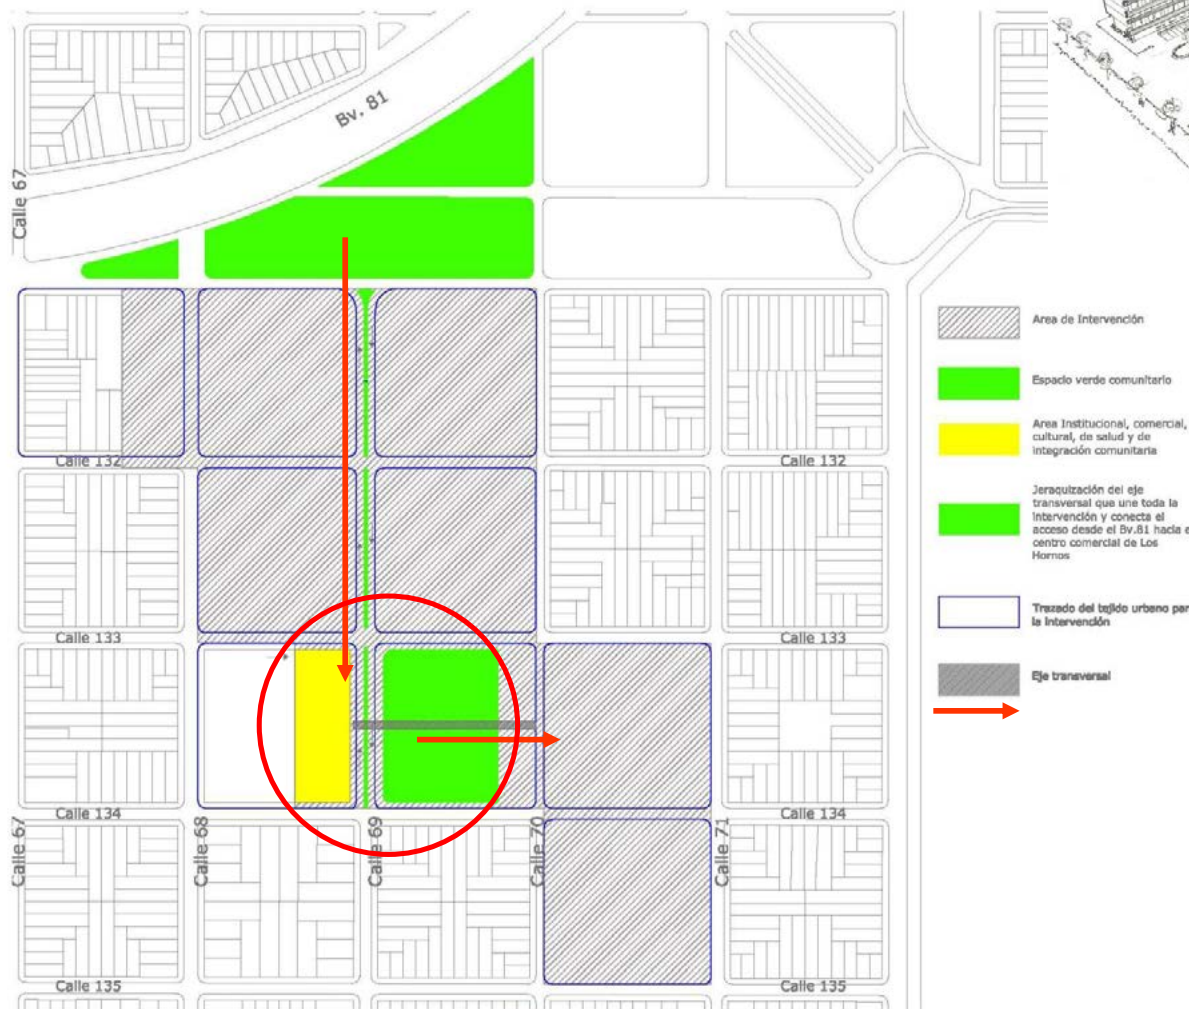 Bv. 81
Calle 67
Area de Intervención
Espacio verde comunitario
Area Institucional, comercial,
cultural, de salud y de
integración comunitaria
Calle 132
Calle 132
Jeraquización del eje
transversal que une toda la
intervención y conecta el
acceso desde el Bv.81 hacia e
centro comercial de Los
Hornos
Trazado del tejido urbano par
la intervención
Calle 133
Calle 133
Eje transversal
Calle 134
Calle 134
Calle 67
Calle 68
Calle 69
Calle 70
Calle 71
Calle 135
Calle 135